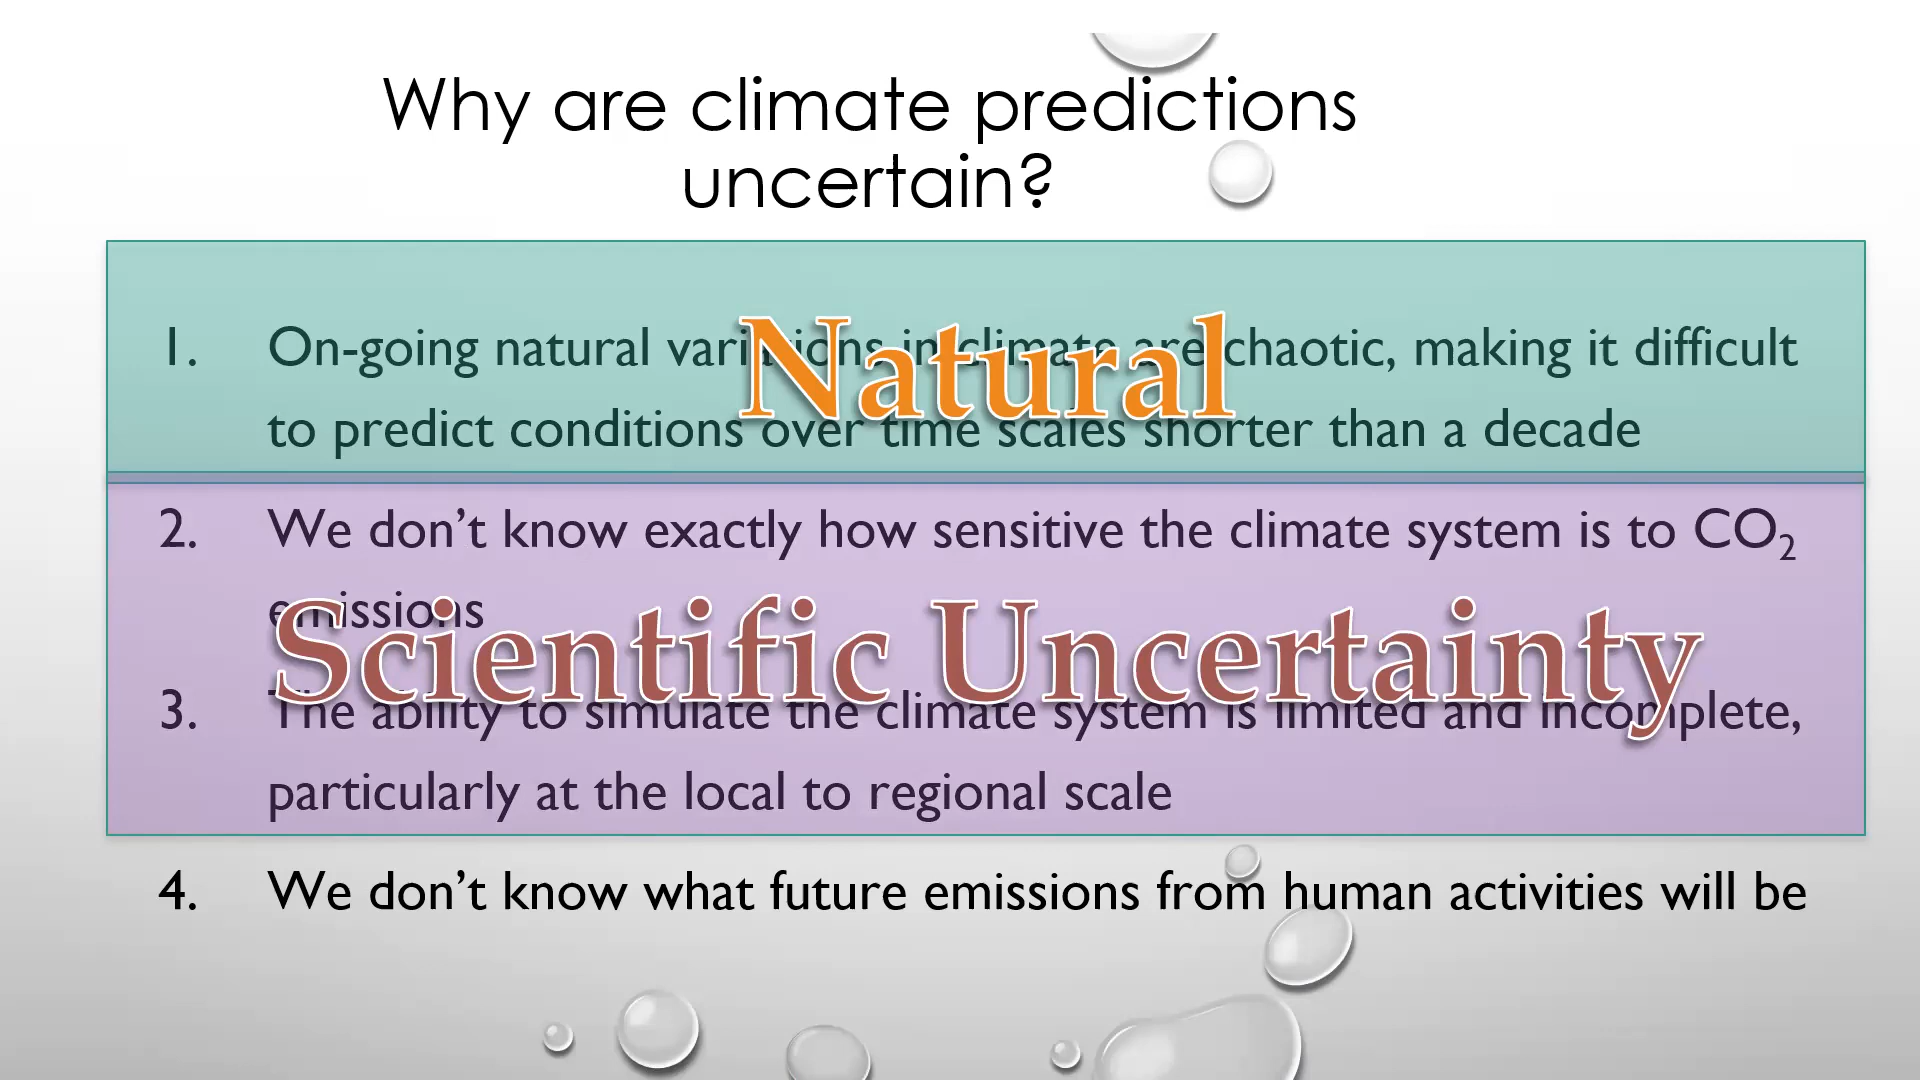 Why are climate predictions
uncertain?
1. On-going natural variations in climate are chaotic, making it difficult
Natural
to predict conditions over time scales shorter than a decade
2. We don’t know exactly how sensitive the climate system is to CO₂
emissions
Scientific Uncertainty
3. The ability to simulate the climate system is limited and incomplete,
particularly at the local to regional scale
4. We don’t know what future emissions from human activities will be